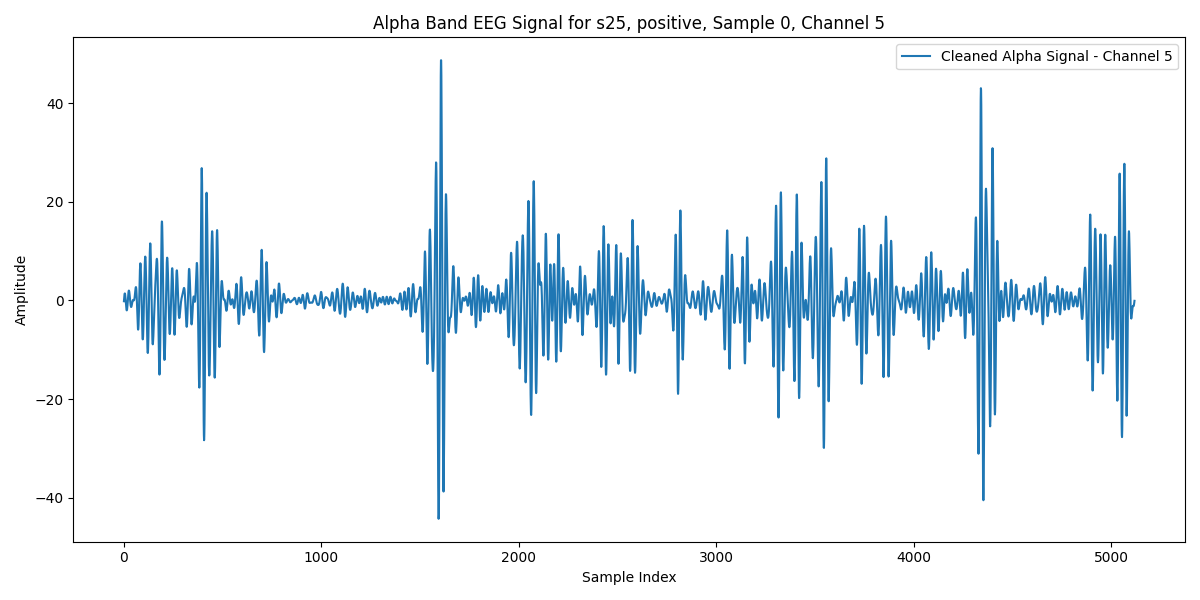 Alpha Band EEG Signal for s25, positive, Sample 0, Channel 5
Cleaned Alpha Signal - Channel 5
Amplitude
40
20
0
−20
−40
0 1000 2000 3000 4000 5000
Sample Index